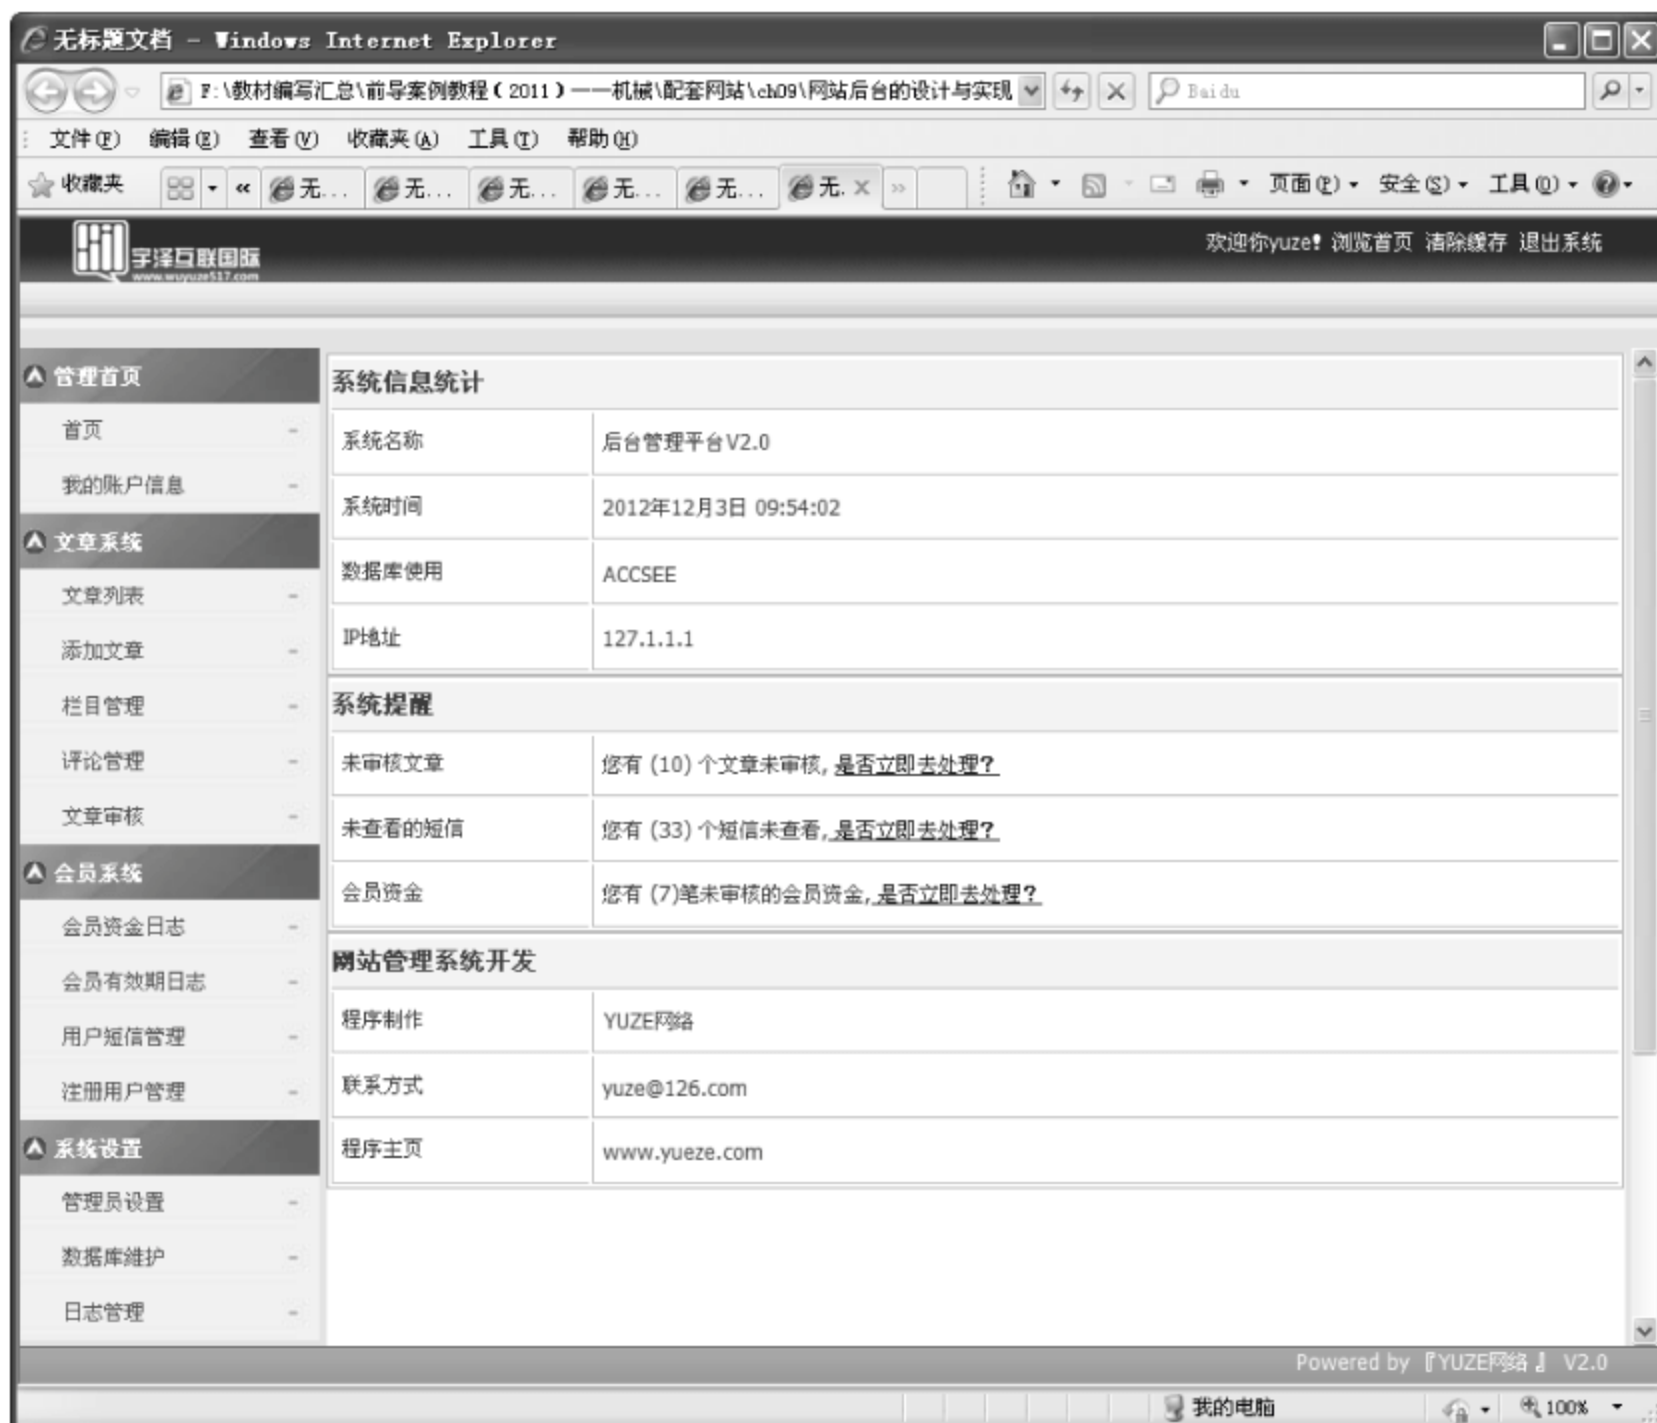 无标题文档 - Windows Internet Explorer
F:\教材编写汇总\前导案例教程(2011)——机械\配套网站\ch09\网站后台的设计与实现
Baidu
文件(F) 编辑(E) 查看(V) 收藏夹(A) 工具(T) 帮助(H)
收藏夹 无... 无... 无... 无... 无... 无. 页面(P) 安全(S) 工具(O)
宇泽互联国际
www.wuyuze517.com
欢迎你yuze! 浏览首页 清除缓存 退出系统
管理首页
首页
我的账户信息
文章系统
文章列表
添加文章
栏目管理
评论管理
文章审核
会员系统
会员资金日志
会员有效期日志
用户短信管理
注册用户管理
系统设置
管理员设置
数据库维护
日志管理
系统信息统计
系统名称 后台管理平台V2.0
系统时间 2012年12月3日 09:54:02
数据库使用 ACCSEE
IP地址 127.1.1.1
系统提醒
未审核文章 您有 (10) 个文章未审核, 是否立即去处理?
未查看的短信 您有 (33) 个短信未查看, 是否立即去处理?
会员资金 您有 (7)笔未审核的会员资金, 是否立即去处理?
网站管理系统开发
程序制作 YUZE网络
联系方式 yuze@126.com
程序主页 www.yueze.com
Powered by 『YUZE网络』 V2.0
我的电脑 100%